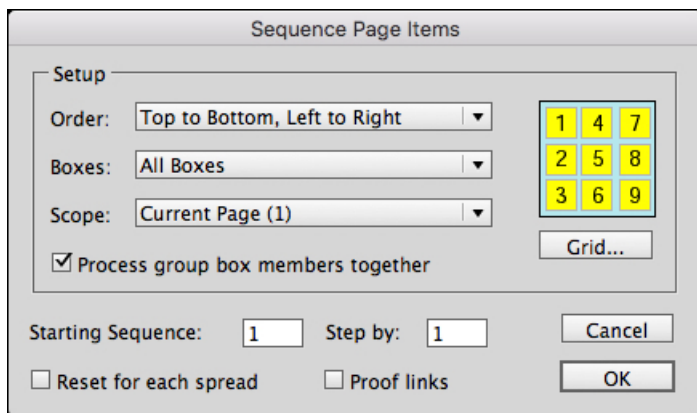 Sequence Page Items
Setup
Order: Top to Bottom, Left to Right
Boxes: All Boxes
Scope: Current Page (1)
Process group box members together
1 4 7
2 5 8
3 6 9
Grid...
Starting Sequence: 1 Step by: 1 Cancel
Reset for each spread Proof links OK